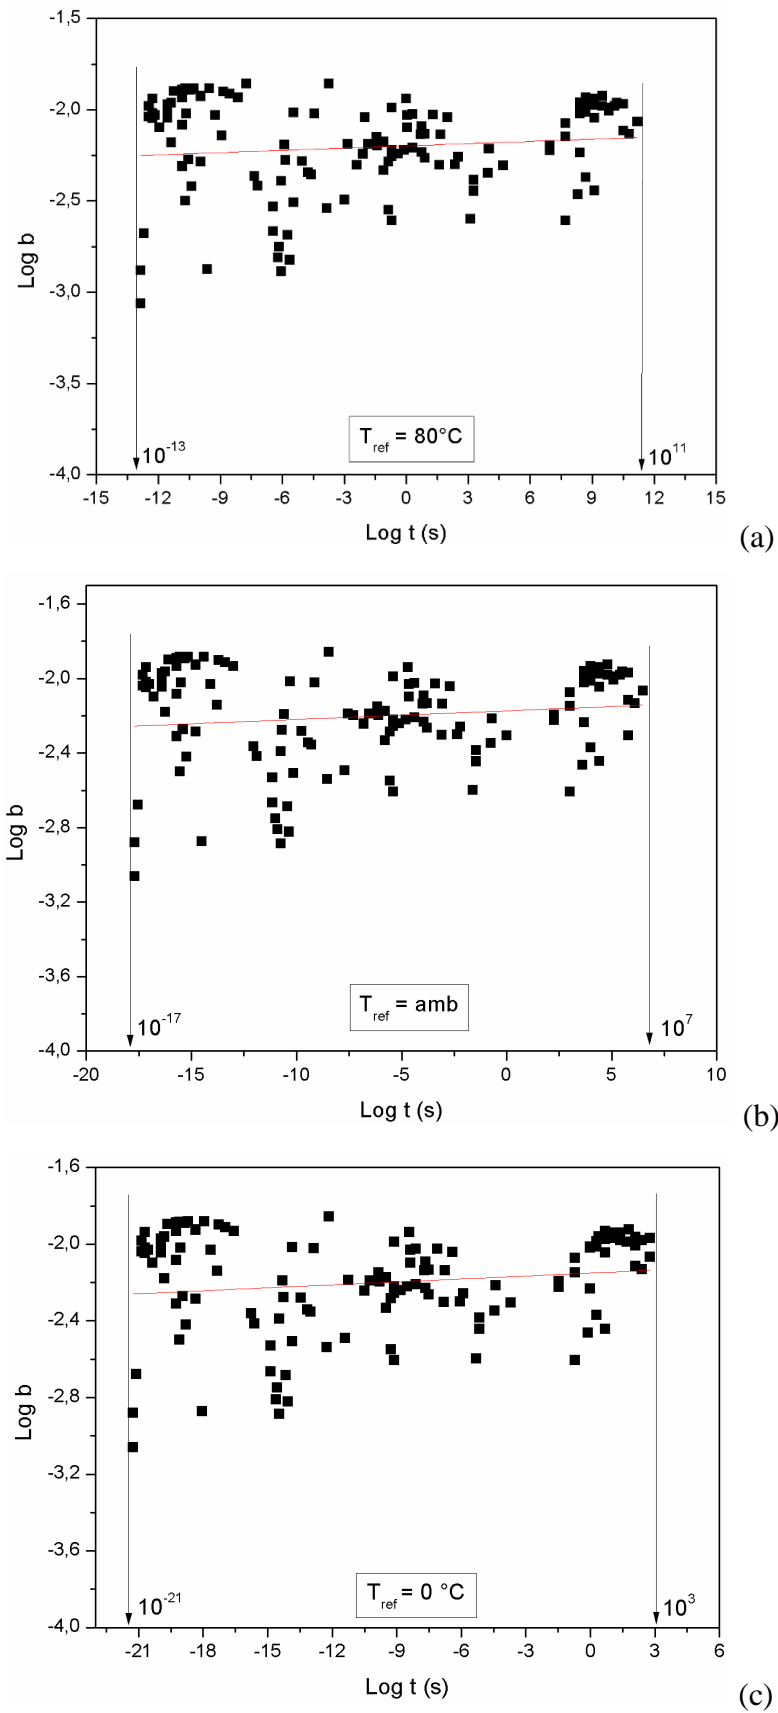 -1,5
-2,0
-2,5
-3,0
-3,5
-4,0
Log b
T_ref = 80°C
10^-13
10^11
-15 -12 -9 -6 -3 0 3 6 9 12 15
Log t (s)
(a)
-1,6
-2,0
-2,4
-2,8
-3,2
-3,6
-4,0
Log b
T_ref = amb
10^-17
10^7
-20 -15 -10 -5 0 5 10
Log t (s)
(b)
-1,6
-2,0
-2,4
-2,8
-3,2
-3,6
-4,0
Log b
T_ref = 0 °C
10^-21
10^3
-21 -18 -15 -12 -9 -6 -3 0 3 6
Log t (s)
(c)